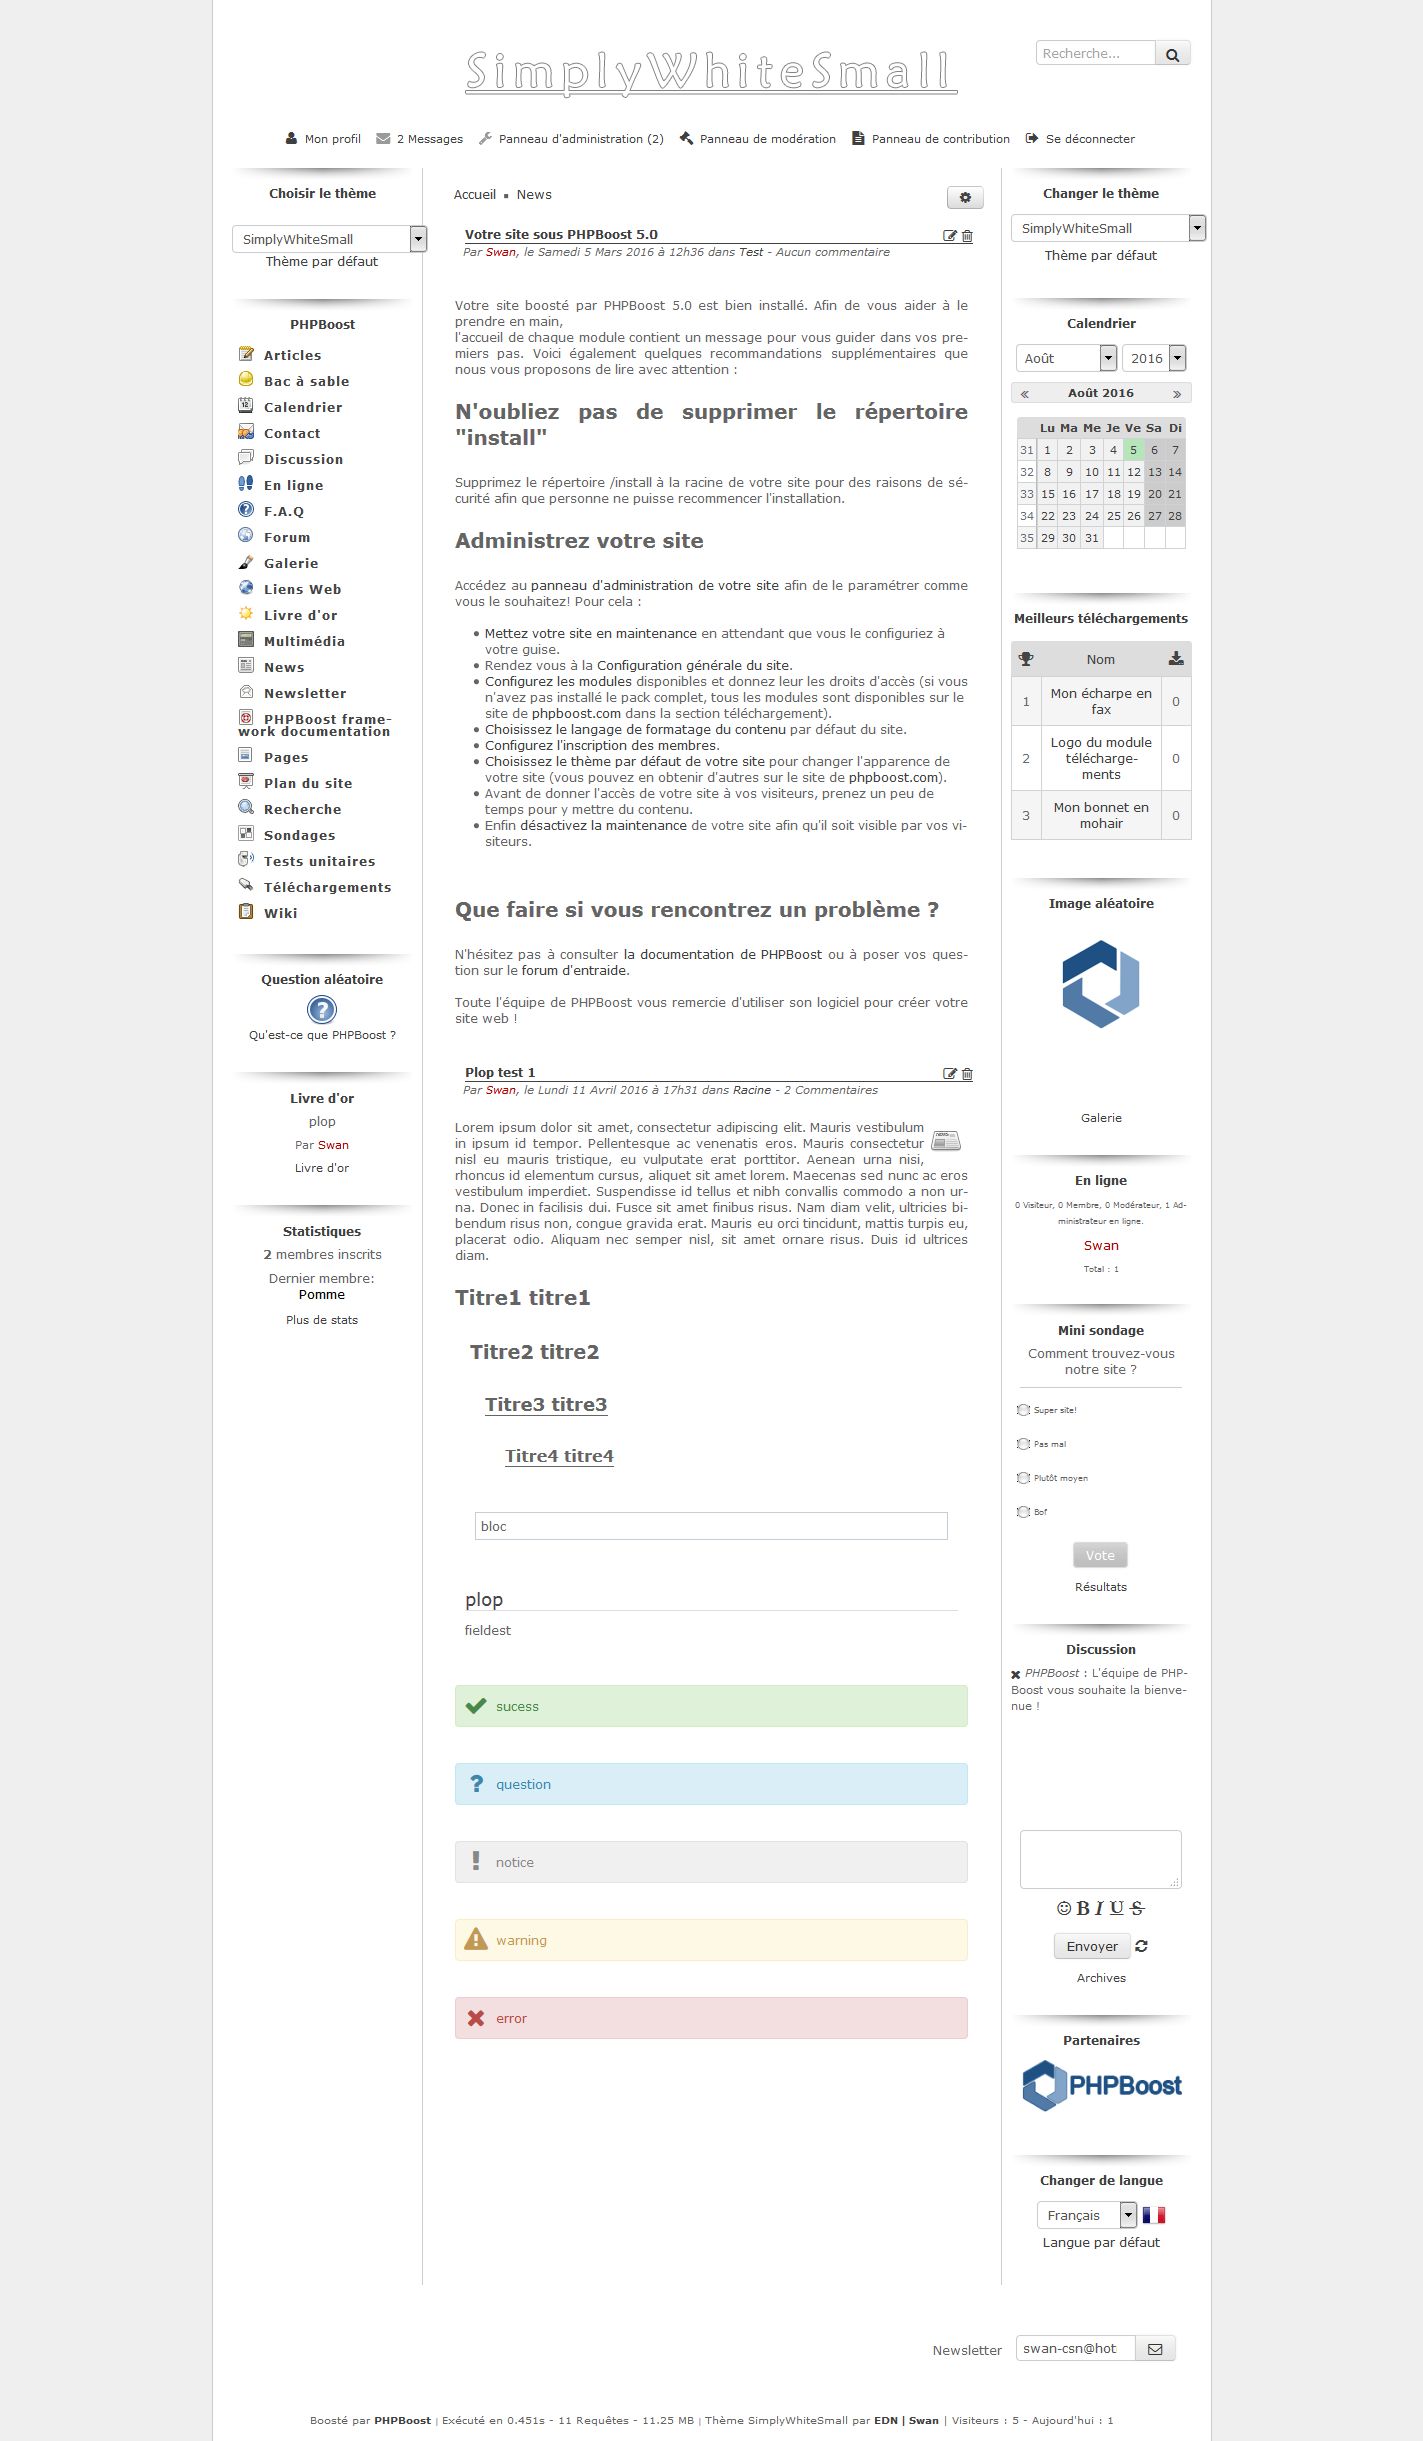 SimplyWhiteSmall
Recherche...
Mon profil 2 Messages Panneau d'administration (2) Panneau de modération Panneau de contribution Se déconnecter
Choisir le thème
SimplyWhiteSmall
Thème par défaut
PHPBoost
Articles
Bac à sable
Calendrier
Contact
Discussion
En ligne
F.A.Q
Forum
Galerie
Liens Web
Livre d'or
Multimédia
News
Newsletter
PHPBoost frame-
work documentation
Pages
Plan du site
Recherche
Sondages
Tests unitaires
Téléchargements
Wiki
Question aléatoire
Qu'est-ce que PHPBoost ?
Livre d'or
plop
Par Swan
Livre d'or
Statistiques
2 membres inscrits
Dernier membre:
Pomme
Plus de stats
Accueil News
Votre site sous PHPBoost 5.0
Par Swan, le Samedi 5 Mars 2016 à 12h36 dans Test - Aucun commentaire
Votre site boosté par PHPBoost 5.0 est bien installé. Afin de vous aider à le
prendre en main,
l'accueil de chaque module contient un message pour vous guider dans vos pre-
miers pas. Voici également quelques recommandations supplémentaires que
nous vous proposons de lire avec attention :
N'oubliez pas de supprimer le répertoire
"install"
Supprimez le répertoire /install à la racine de votre site pour des raisons de sé-
curité afin que personne ne puisse recommencer l'installation.
Administrez votre site
Accédez au panneau d'administration de votre site afin de le paramétrer comme
vous le souhaitez! Pour cela :
• Mettez votre site en maintenance en attendant que vous le configuriez à
votre guise.
• Rendez vous à la Configuration générale du site.
• Configurez les modules disponibles et donnez leur les droits d'accès (si vous
n'avez pas installé le pack complet, tous les modules sont disponibles sur le
site de phpboost.com dans la section téléchargement).
• Choisissez le langage de formatage du contenu par défaut du site.
• Configurez l'inscription des membres.
• Choisissez le thème par défaut de votre site pour changer l'apparence de
votre site (vous pouvez en obtenir d'autres sur le site de phpboost.com).
• Avant de donner l'accès de votre site à vos visiteurs, prenez un peu de
temps pour y mettre du contenu.
• Enfin désactivez la maintenance de votre site afin qu'il soit visible par vos vi-
siteurs.
Que faire si vous rencontrez un problème ?
N'hésitez pas à consulter la documentation de PHPBoost ou à poser vos ques-
tion sur le forum d'entraide.
Toute l'équipe de PHPBoost vous remercie d'utiliser son logiciel pour créer votre
site web !
Plop test 1
Par Swan, le Lundi 11 Avril 2016 à 17h31 dans Racine - 2 Commentaires
Lorem ipsum dolor sit amet, consectetur adipiscing elit. Mauris vestibulum
in ipsum id tempor. Pellentesque ac venenatis eros. Mauris consectetur
nisl eu mauris tristique, eu vulputate erat porttitor. Aenean urna nisi,
rhoncus id elementum cursus, aliquet sit amet lorem. Maecenas sed nunc ac eros
vestibulum imperdiet. Suspendisse id tellus et nibh convallis commodo a non ur-
na. Donec in facilisis dui. Fusce sit amet finibus risus. Nam diam velit, ultricies bi-
bendum risus non, congue gravida erat. Mauris eu orci tincidunt, mattis turpis eu,
placerat odio. Aliquam nec semper nisl, sit amet ornare risus. Duis id ultrices
diam.
Titre1 titre1
Titre2 titre2
Titre3 titre3
Titre4 titre4
bloc
plop
fieldest
sucess
question
notice
warning
error
Changer le thème
SimplyWhiteSmall
Thème par défaut
Calendrier
Août 2016
« Août 2016 »
Lu Ma Me Je Ve Sa Di
31 1 2 3 4 5 6 7
32 8 9 10 11 12 13 14
33 15 16 17 18 19 20 21
34 22 23 24 25 26 27 28
35 29 30 31
Meilleurs téléchargements
Nom
1 Mon écharpe en 0
fax
Logo du module
2 télécharge- 0
ments
3 Mon bonnet en 0
mohair
Image aléatoire
Galerie
En ligne
0 Visiteur, 0 Membre, 0 Modérateur, 1 Ad-
ministrateur en ligne.
Swan
Total : 1
Mini sondage
Comment trouvez-vous
notre site ?
Super site!
Pas mal
Plutôt moyen
Bof
Vote
Résultats
Discussion
PHPBoost : L'équipe de PHP-
Boost vous souhaite la bienve-
nue !
B I U S
Envoyer
Archives
Partenaires
PHPBoost
Changer de langue
Français
Langue par défaut
Newsletter swan-csn@hot
Boosté par PHPBoost | Exécuté en 0.451s - 11 Requêtes - 11.25 MB | Thème SimplyWhiteSmall par EDN | Swan | Visiteurs : 5 - Aujourd'hui : 1